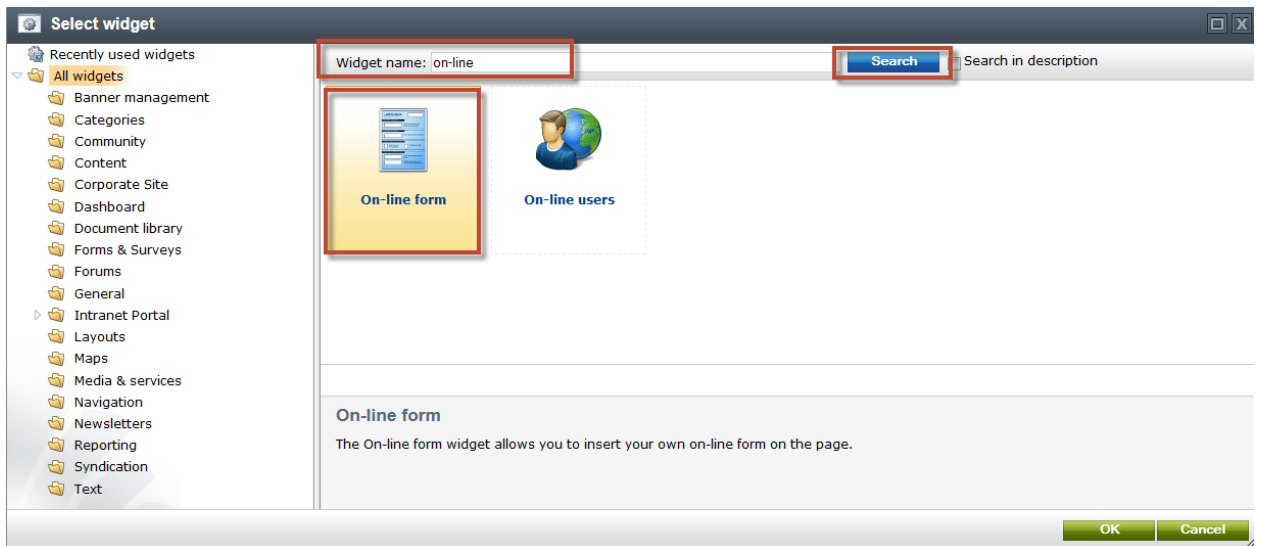 Select widget
X
Recently used widgets
All widgets
Banner management
Categories
Community
Content
Corporate Site
Dashboard
Document library
Forms & Surveys
Forums
General
Intranet Portal
Layouts
Maps
Media & services
Navigation
Newsletters
Reporting
Syndication
Text
Widget name: on-line
Search
Search in description
On-line form
On-line users
On-line form
The On-line form widget allows you to insert your own on-line form on the page.
OK
Cancel